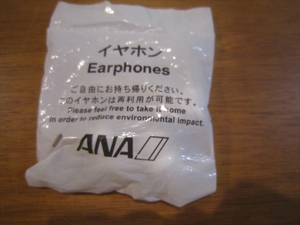 イヤホン
Earphones
ご自由にお持ち帰りください。
このイヤホンは再利用が可能です。
Please feel free to take it home
in order to reduce environmental impact.
ANA